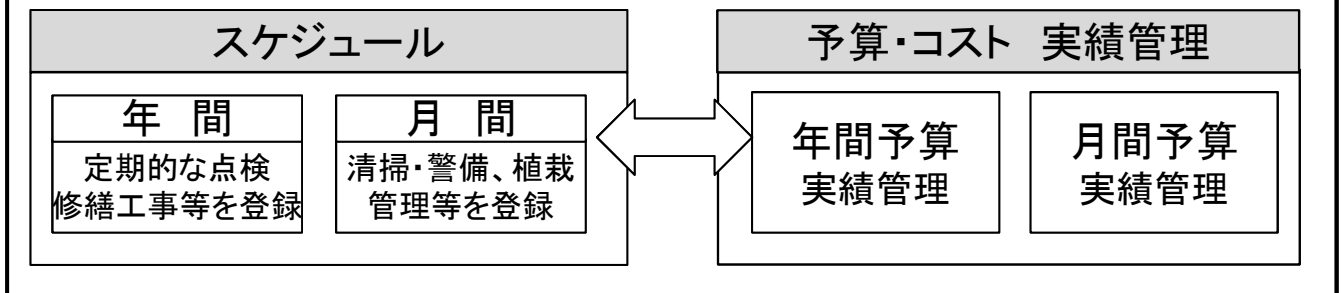 スケジュール
年　間
定期的な点検
修繕工事等を登録
月　間
清掃・警備、植栽
管理等を登録
予算・コスト　実績管理
年間予算
実績管理
月間予算
実績管理